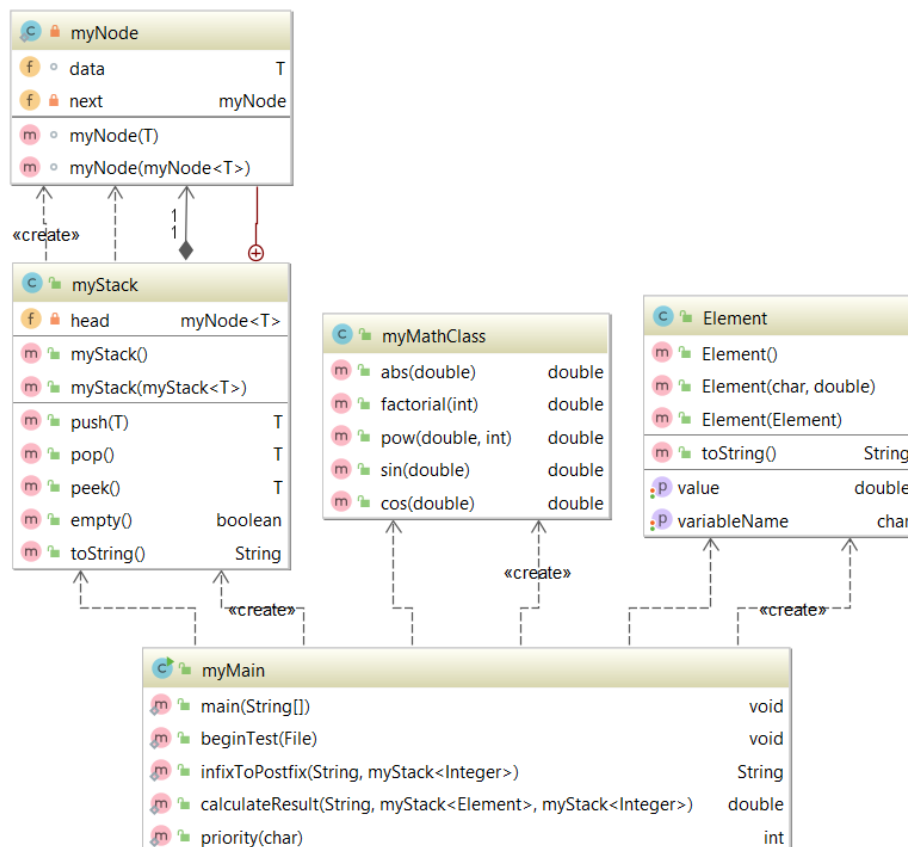 myNode
data T
next myNode
myNode(T)
myNode(myNode<T>)
«create»
1
1
myStack
head myNode<T>
myStack()
myStack(myStack<T>)
push(T) T
pop() T
peek() T
empty() boolean
toString() String
myMathClass
abs(double) double
factorial(int) double
pow(double, int) double
sin(double) double
cos(double) double
Element
Element()
Element(char, double)
Element(Element)
toString() String
value double
variableName char
«create»
«create»
«create»
myMain
main(String[]) void
beginTest(File) void
infixToPostfix(String, myStack<Integer>) String
calculateResult(String, myStack<Element>, myStack<Integer>) double
priority(char) int